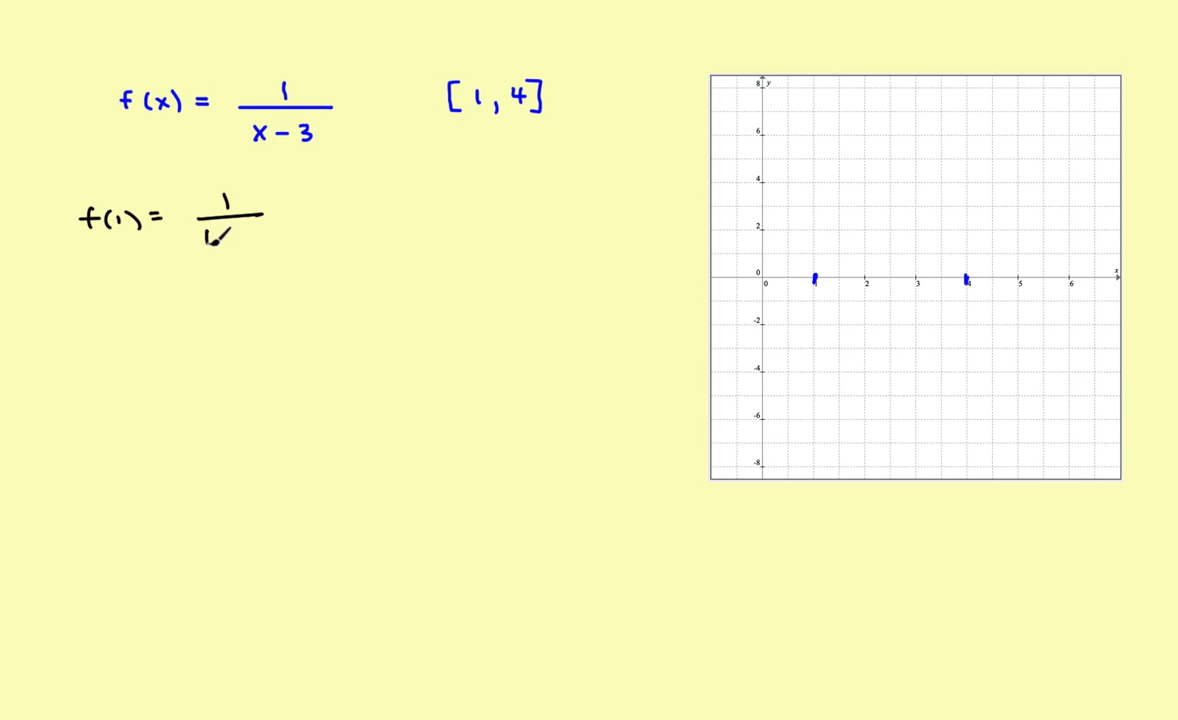 f(x) = 1/(x - 3) [1, 4]
f(1) = 1/1
8 y
6
4
2
0 x
0 1 2 3 4 5 6
-2
-4
-6
-8